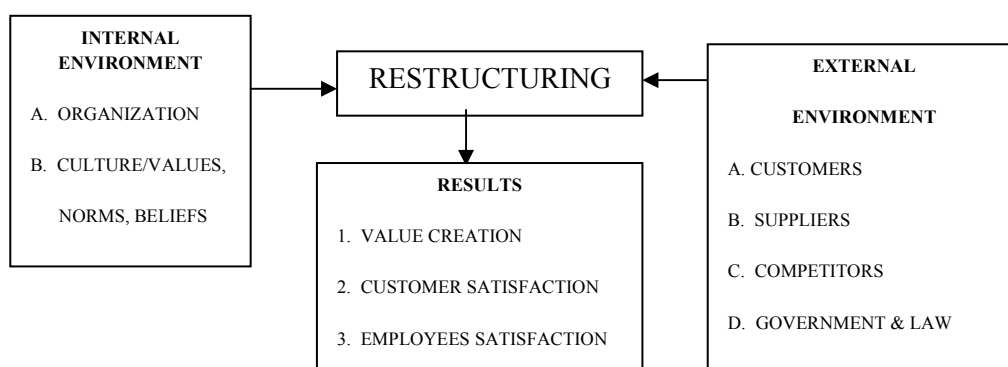 INTERNAL
ENVIRONMENT
A. ORGANIZATION
B. CULTURE/VALUES,
NORMS, BELIEFS
RESTRUCTURING
RESULTS
1. VALUE CREATION
2. CUSTOMER SATISFACTION
3. EMPLOYEES SATISFACTION
EXTERNAL
ENVIRONMENT
A. CUSTOMERS
B. SUPPLIERS
C. COMPETITORS
D. GOVERNMENT & LAW